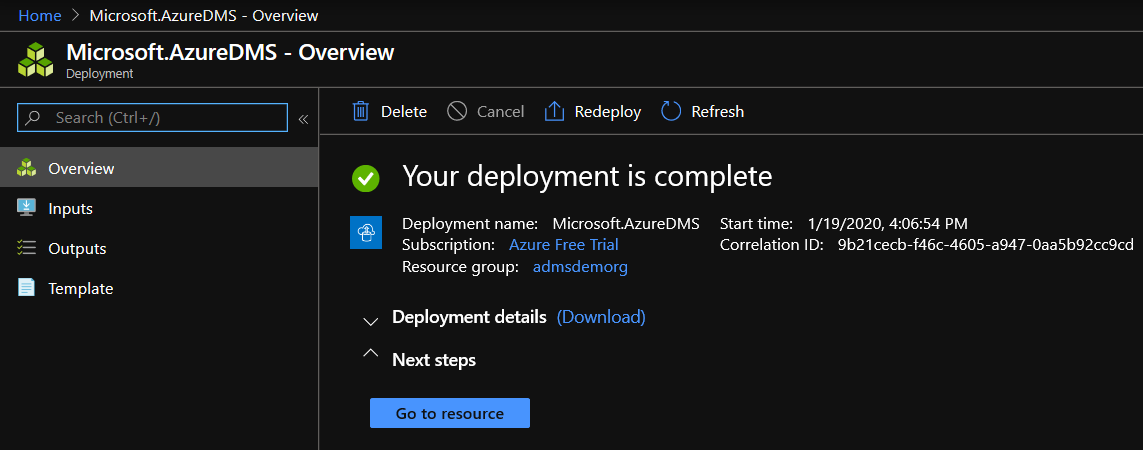 Home > Microsoft.AzureDMS - Overview
Microsoft.AzureDMS - Overview
Deployment
Search (Ctrl+/)
«
Delete
Cancel
Redeploy
Refresh
Overview
Inputs
Outputs
Template
Your deployment is complete
Deployment name: Microsoft.AzureDMS
Subscription: Azure Free Trial
Resource group: admsdemorg
Start time: 1/19/2020, 4:06:54 PM
Correlation ID: 9b21cecb-f46c-4605-a947-0aa5b92cc9cd
Deployment details (Download)
Next steps
Go to resource